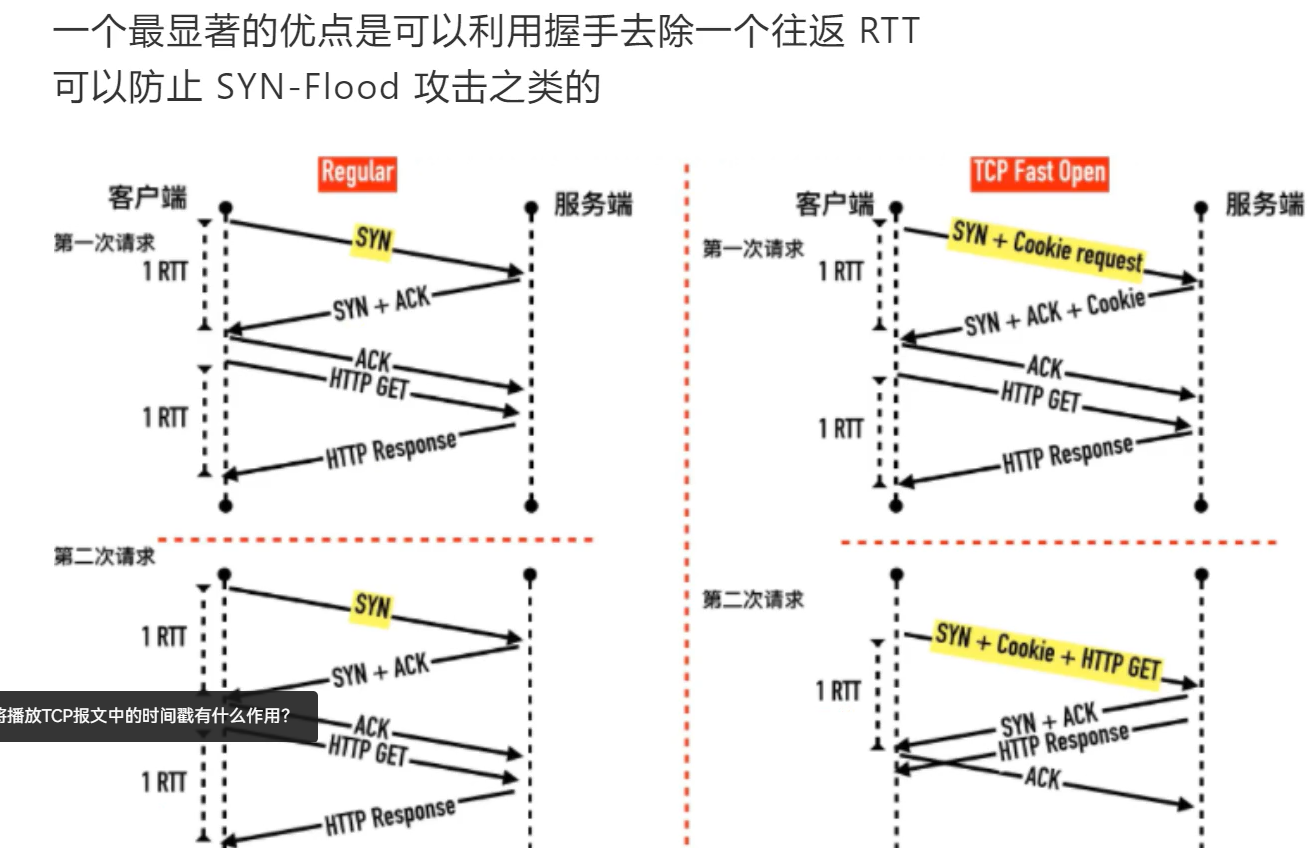 一个最显著的优点是可以利用握手去除一个往返 RTT
可以防止 SYN-Flood 攻击之类的
Regular
客户端
服务端
第一次请求
1 RTT
SYN
SYN + ACK
ACK
HTTP GET
1 RTT
HTTP Response
第二次请求
1 RTT
SYN
SYN + ACK
将播放TCP报文中的时间戳有什么作用?
ACK
HTTP GET
1 RTT
HTTP Response
TCP Fast Open
客户端
服务端
第一次请求
1 RTT
SYN + Cookie request
SYN + ACK + Cookie
ACK
HTTP GET
1 RTT
HTTP Response
第二次请求
SYN + Cookie + HTTP GET
1 RTT
SYN + ACK
HTTP Response
ACK